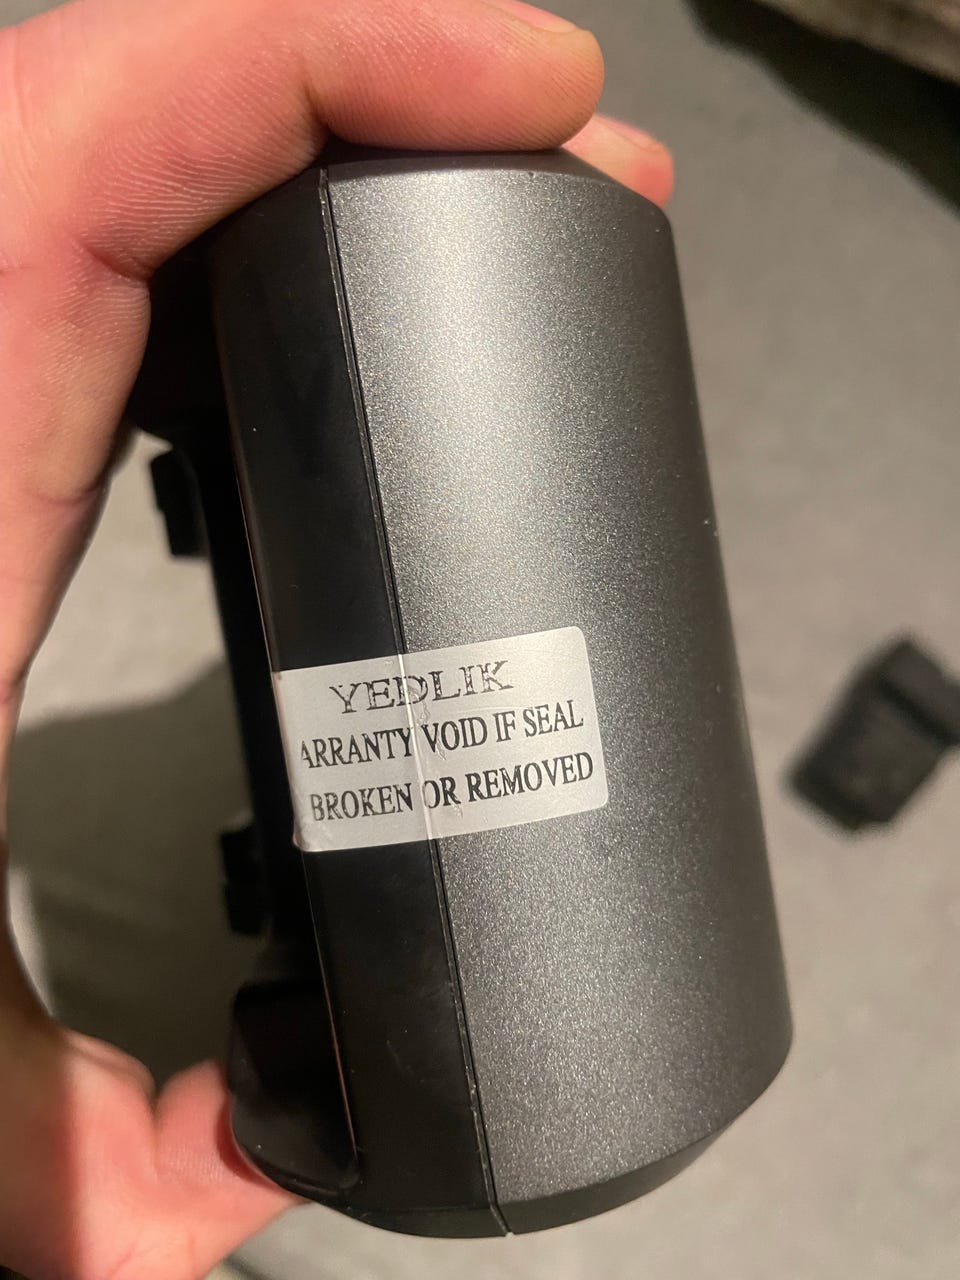 YEDLIK
ARRANTY VOID IF SEAL
BROKEN OR REMOVED